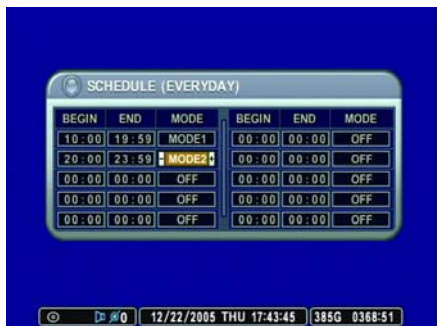 SCHEDULE (EVERYDAY)
BEGIN END MODE BEGIN END MODE
10:00 19:59 MODE1 00:00 00:00 OFF
20:00 23:59 MODE2 00:00 00:00 OFF
00:00 00:00 OFF 00:00 00:00 OFF
00:00 00:00 OFF 00:00 00:00 OFF
00:00 00:00 OFF 00:00 00:00 OFF
0 12/22/2005 THU 17:43:45 385G 0368:51